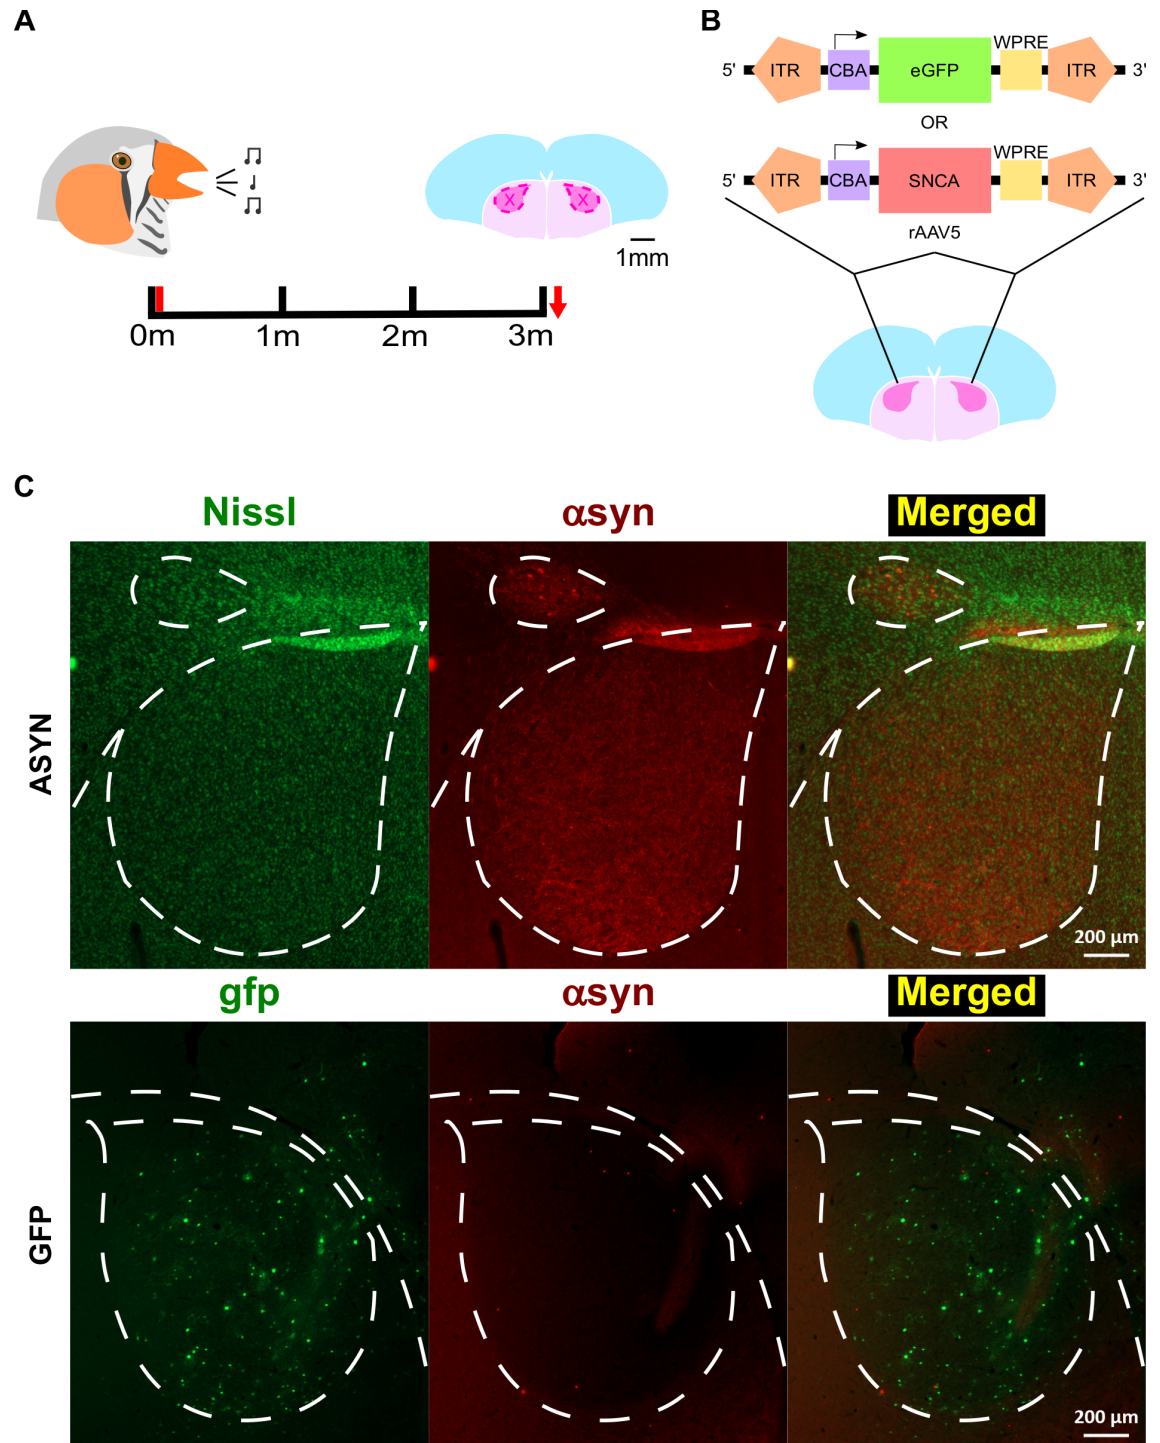 A
X X
1mm
0m 1m 2m 3m
B
WPRE
5' ITR CBA eGFP ITR 3'
OR
WPRE
5' ITR CBA SNCA ITR 3'
rAAV5
C
Nissl αsyn Merged
ASYN
200 µm
gfp αsyn Merged
GFP
200 µm